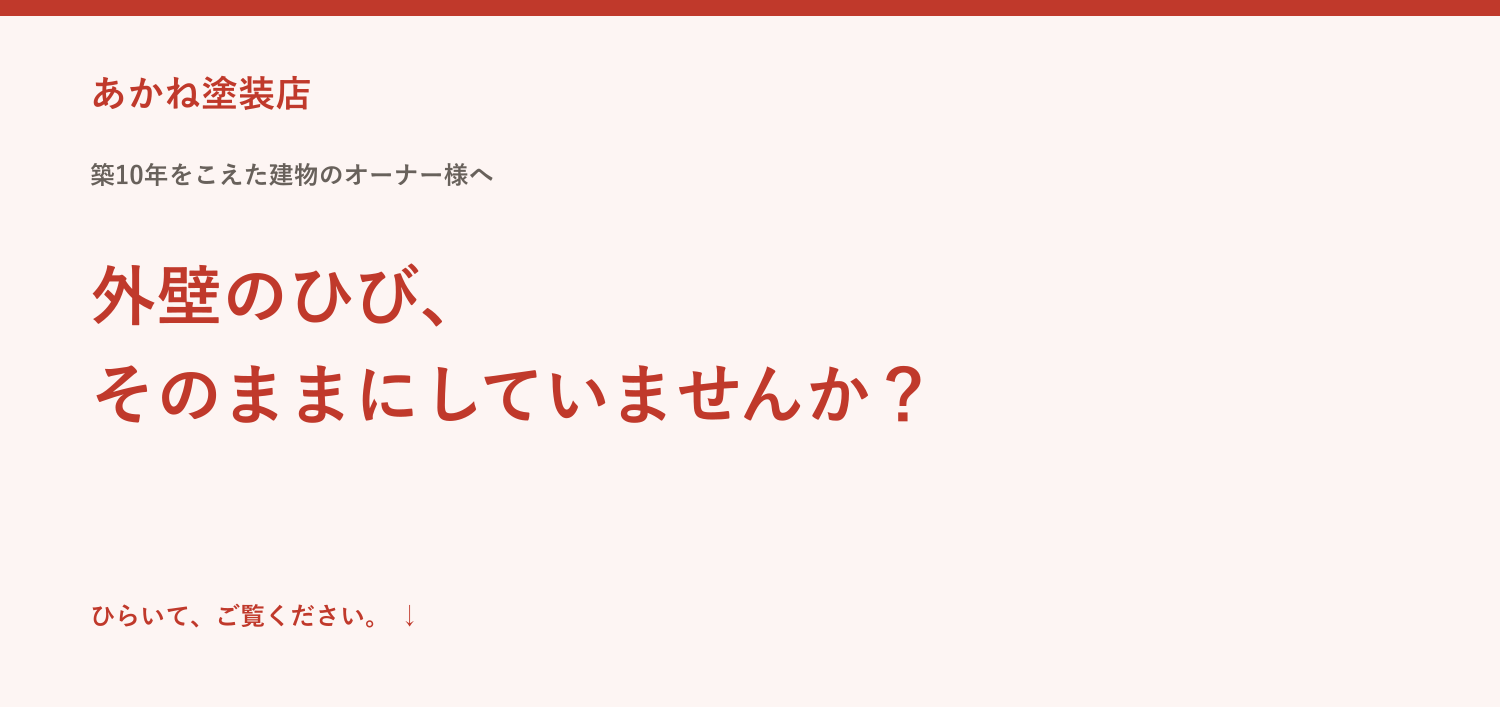 あかね塗装店
築10年をこえた建物のオーナー様へ
外壁のひび、
そのままにしていませんか？
ひらいて、ご覧ください。 ↓